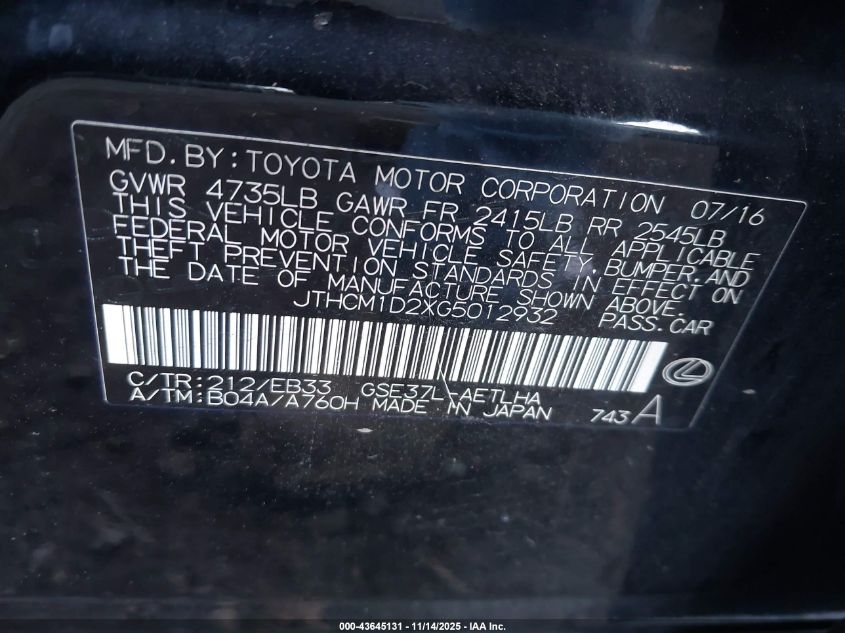 MFD. BY: TOYOTA MOTOR CORPORATION 07/16
GVWR 4735LB GAWR FR 2415LB RR 2545LB
THIS VEHICLE CONFORMS TO ALL APPLICABLE
FEDERAL MOTOR VEHICLE SAFETY, BUMPER, AND
THEFT PREVENTION STANDARDS IN EFFECT ON
THE DATE OF MANUFACTURE SHOWN ABOVE.
JTHCM1D2XG5012932 PASS. CAR
C/TR: 212/EB33 GSE37L-AETLHA
A/TM: B04A/A760H MADE IN JAPAN 743 A
000-43645131 - 11/14/2025 - IAA Inc.